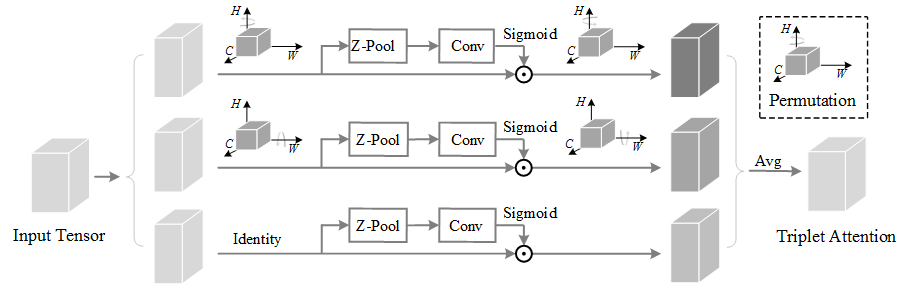 H
C
W
Z-Pool
Conv
Sigmoid
H
C
W
H
C
W
Permutation
H
C
W
Z-Pool
Conv
Sigmoid
H
C
W
Avg
Input Tensor
Identity
Z-Pool
Conv
Sigmoid
Triplet Attention